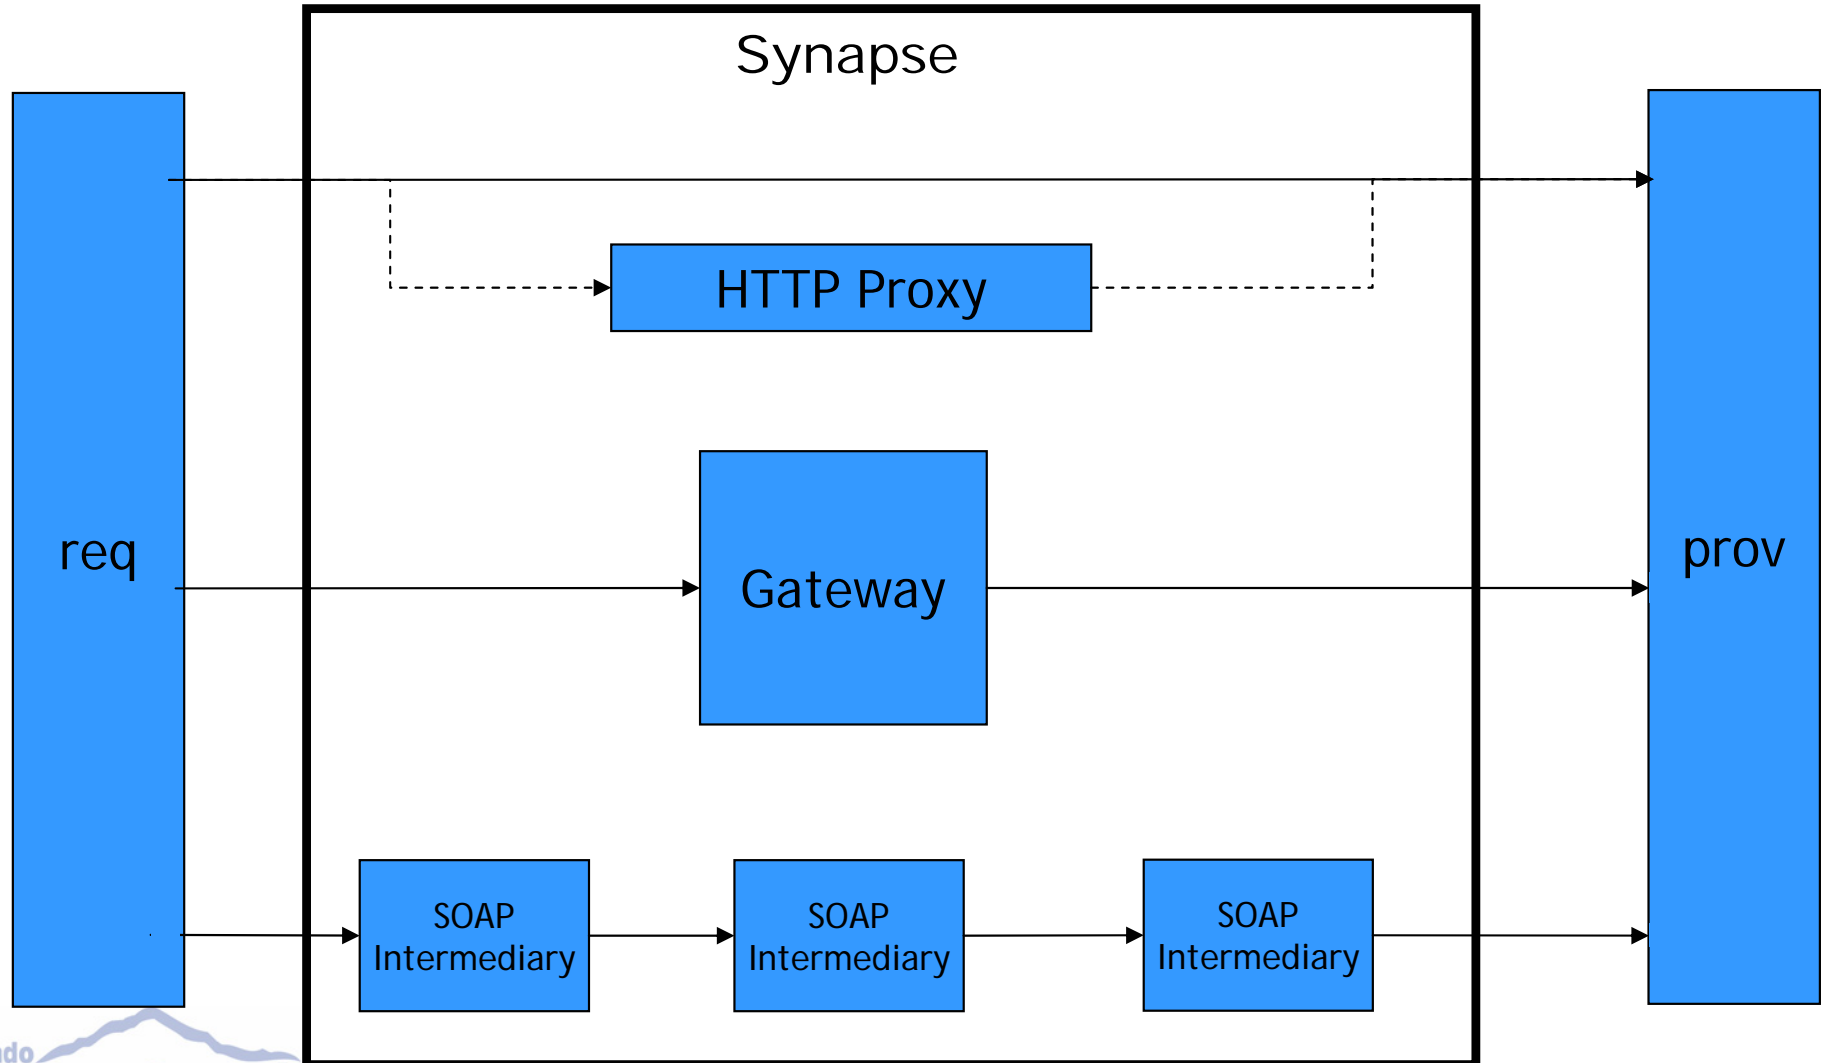 Synapse
HTTP Proxy
req
Gateway
prov
SOAP
Intermediary
SOAP
Intermediary
SOAP
Intermediary